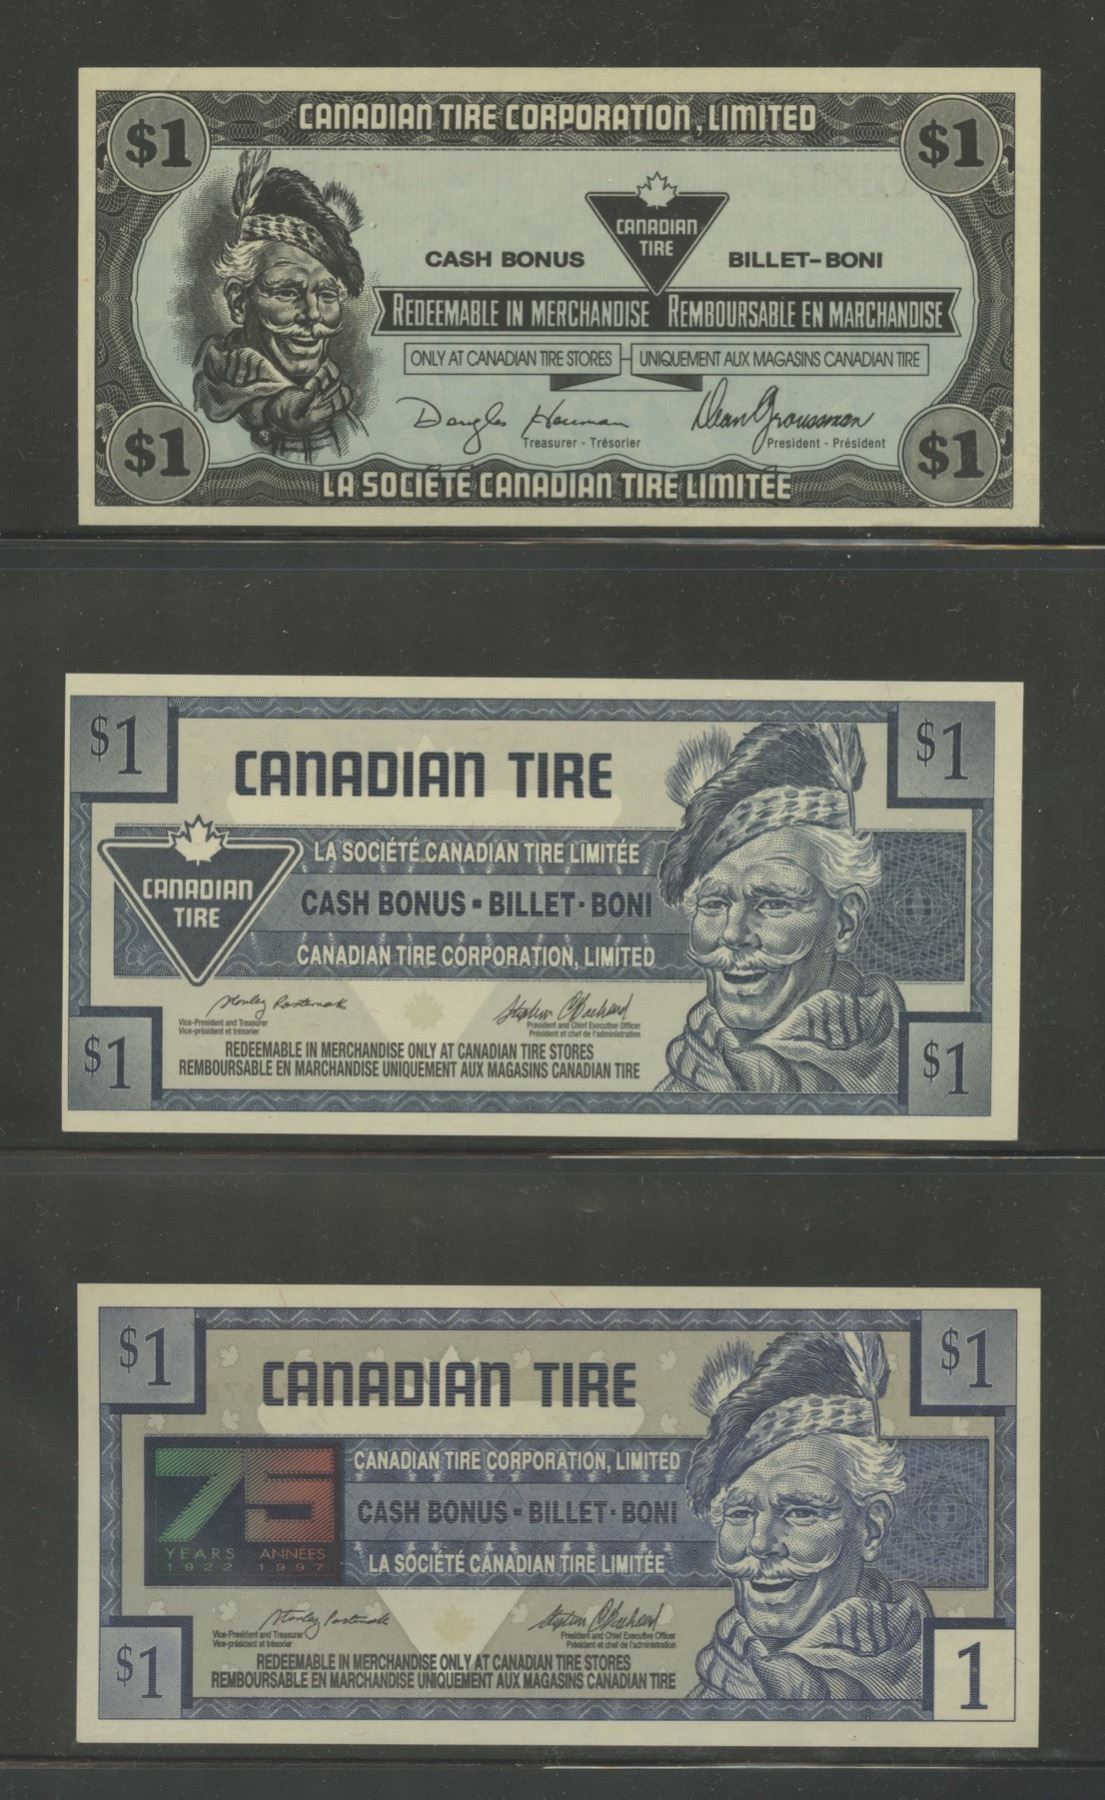 $1 CANADIAN TIRE CORPORATION, LIMITED $1
CANADIAN
TIRE
CASH BONUS BILLET-BONI
REDEEMABLE IN MERCHANDISE REMBOURSABLE EN MARCHANDISE
ONLY AT CANADIAN TIRE STORES UNIQUEMENT AUX MAGASINS CANADIAN TIRE
Dean Groussman
Treasurer - Trésorier President - Président
$1 LA SOCIÉTÉ CANADIAN TIRE LIMITÉE $1
$1 $1
CANADIAN TIRE
CANADIAN
TIRE
LA SOCIÉTÉ CANADIAN TIRE LIMITÉE
CASH BONUS - BILLET - BONI
CANADIAN TIRE CORPORATION, LIMITED
Stanley Pasternak
Vice-President and Treasurer President and Chief Executive Officer
Vice-président et trésorier Président et chef de l'administration
REDEEMABLE IN MERCHANDISE ONLY AT CANADIAN TIRE STORES
REMBOURSABLE EN MARCHANDISE UNIQUEMENT AUX MAGASINS CANADIAN TIRE
$1 $1
$1 $1
CANADIAN TIRE
75
YEARS ANNÉES
1922 1997
CANADIAN TIRE CORPORATION, LIMITED
CASH BONUS - BILLET - BONI
LA SOCIÉTÉ CANADIAN TIRE LIMITÉE
Stanley Pasternak
Vice-President and Treasurer President and Chief Executive Officer
Vice-président et trésorier Président et chef de l'administration
REDEEMABLE IN MERCHANDISE ONLY AT CANADIAN TIRE STORES
REMBOURSABLE EN MARCHANDISE UNIQUEMENT AUX MAGASINS CANADIAN TIRE
$1 1